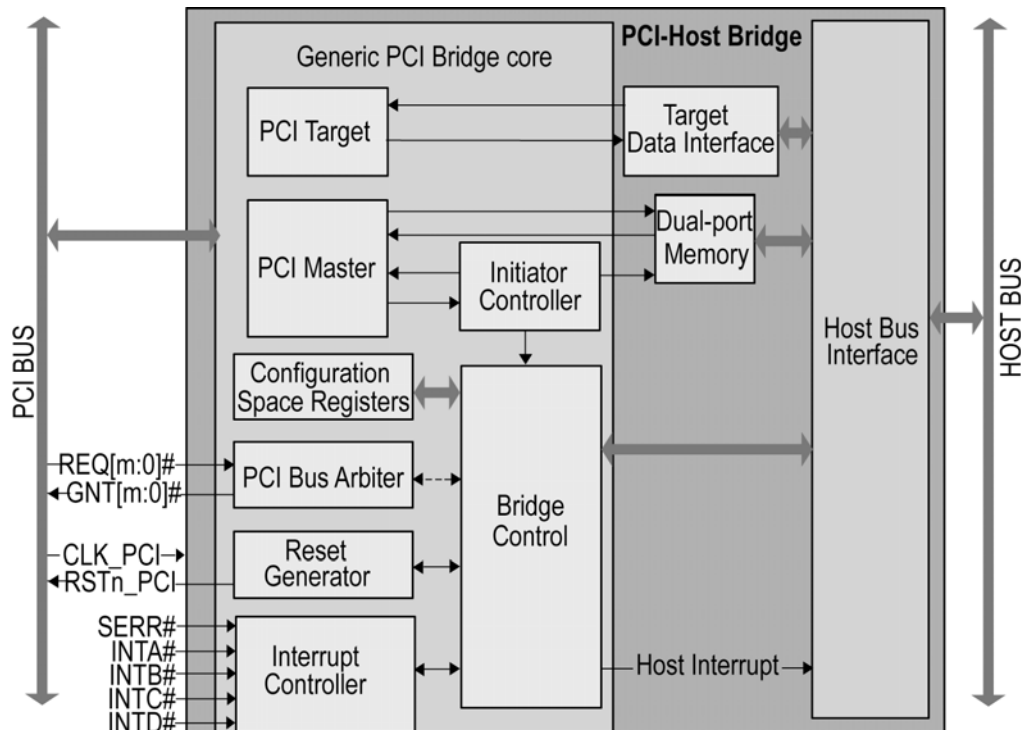 PCI-Host Bridge
Generic PCI Bridge core
PCI Target
Target
Data Interface
PCI Master
Dual-port
Memory
Initiator
Controller
Host Bus
Interface
PCI BUS
HOST BUS
Configuration
Space Registers
REQ[m:0]#
GNT[m:0]#
PCI Bus Arbiter
Bridge
Control
CLK_PCI
RSTn_PCI
Reset
Generator
SERR#
INTA#
INTB#
INTC#
INTD#
Interrupt
Controller
Host Interrupt